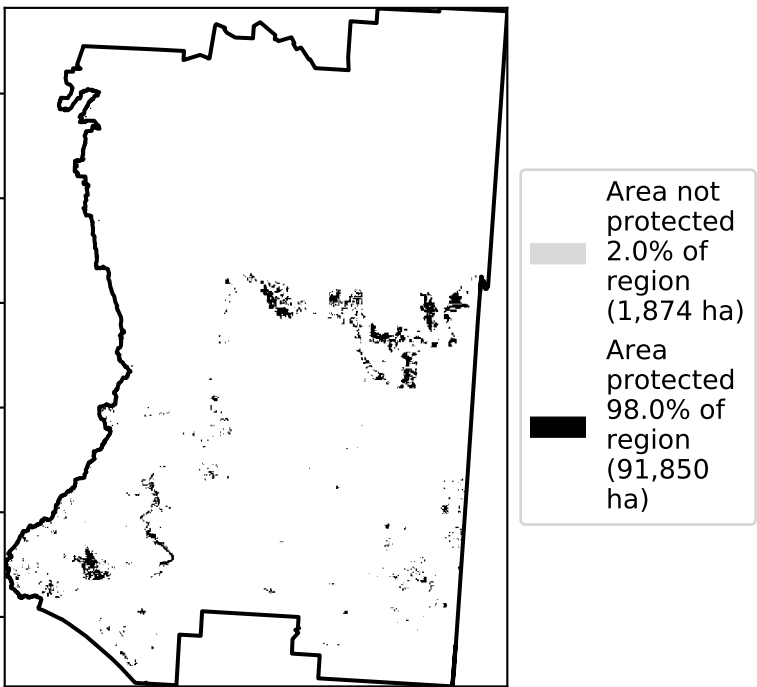 Area not
protected
2.0% of
region
(1,874 ha)
Area
protected
98.0% of
region
(91,850
ha)